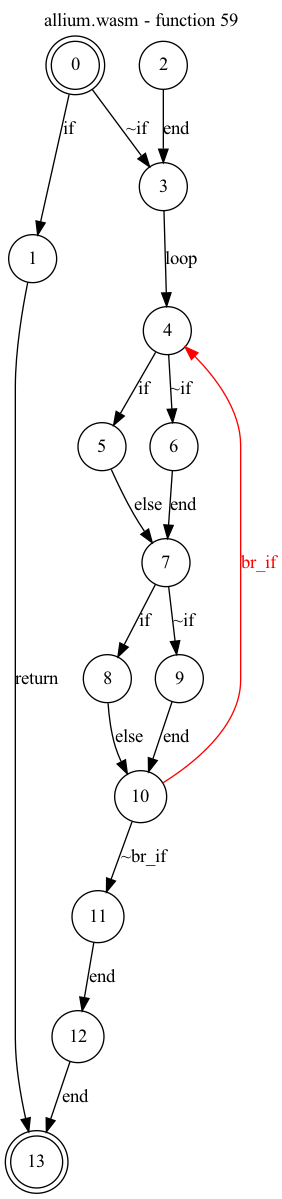 allium.wasm - function 59
0
2
if
~if
end
3
1
loop
4
if
~if
5
6
else
end
7
br_if
if
~if
return
8
9
else
end
10
~br_if
11
end
12
end
13